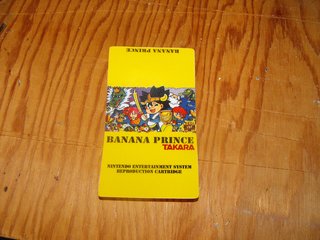 BANANA PRINCE
BANANA PRINCE
TAKARA
NINTENDO ENTERTAINMENT SYSTEM
REPRODUCTION CARTRIDGE